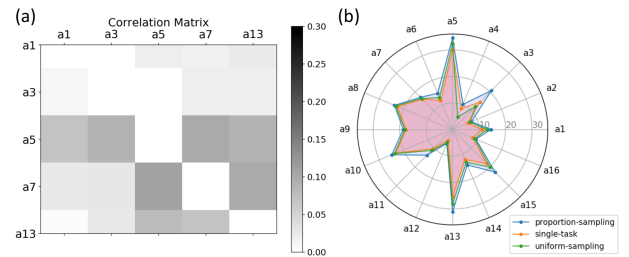 (a)
Correlation Matrix
a1 a3 a5 a7 a13
a1
a3
a5
a7
a13
0.30
0.25
0.20
0.15
0.10
0.05
0.00
(b)
a5
a6 a4
a7 a3
a8 a2
a9 10 20 30 a1
a10 a16
a11 a15
a12 a14
a13
proportion-sampling
single-task
uniform-sampling